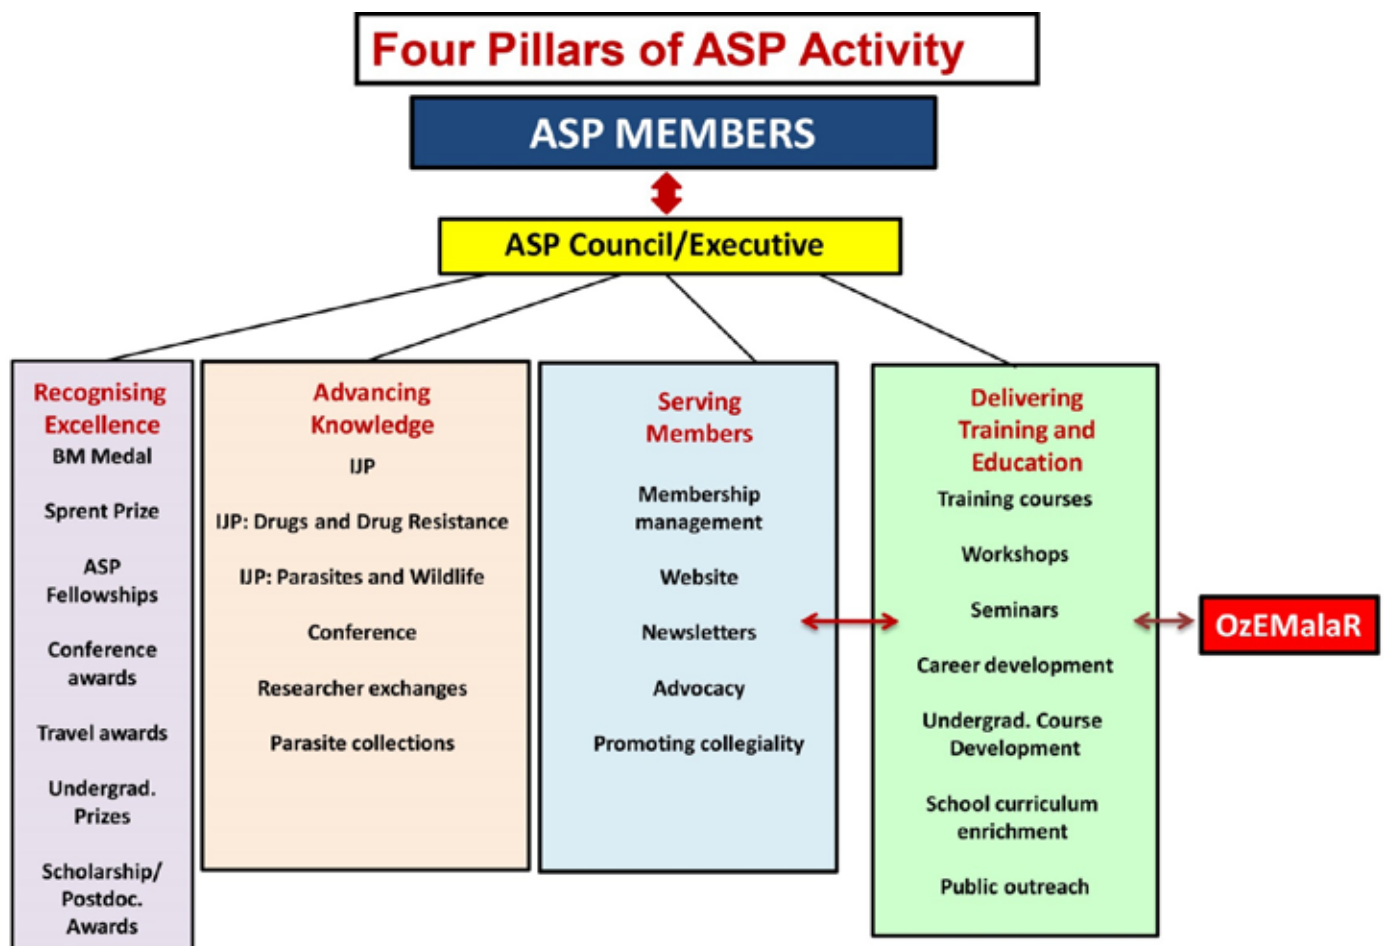 Four Pillars of ASP Activity
ASP MEMBERS
ASP Council/Executive
Recognising
Excellence
BM Medal
Sprent Prize
ASP
Fellowships
Conference
awards
Travel awards
Undergrad.
Prizes
Scholarship/
Postdoc.
Awards
Advancing
Knowledge
IJP
IJP: Drugs and Drug Resistance
IJP: Parasites and Wildlife
Conference
Researcher exchanges
Parasite collections
Serving
Members
Membership
management
Website
Newsletters
Advocacy
Promoting collegiality
Delivering
Training and
Education
Training courses
Workshops
Seminars
Career development
Undergrad. Course
Development
School curriculum
enrichment
Public outreach
OzEMalaR